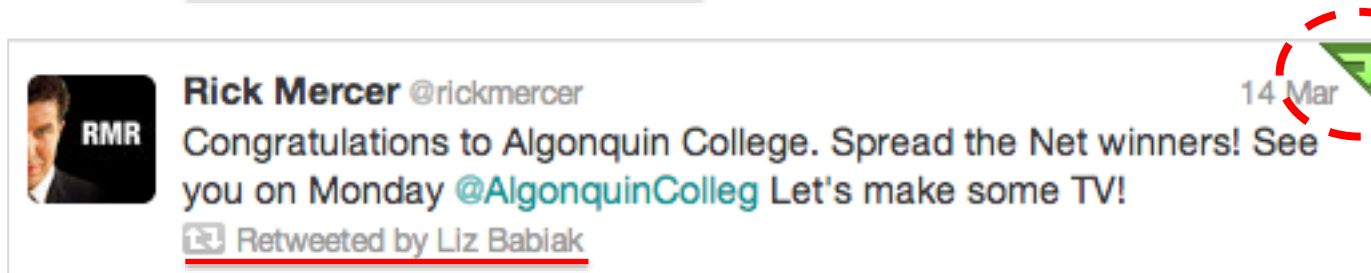 RMR
Rick Mercer @rickmercer
14 Mar
Congratulations to Algonquin College. Spread the Net winners! See
you on Monday @AlgonquinColleg Let's make some TV!
Retweeted by Liz Babiak